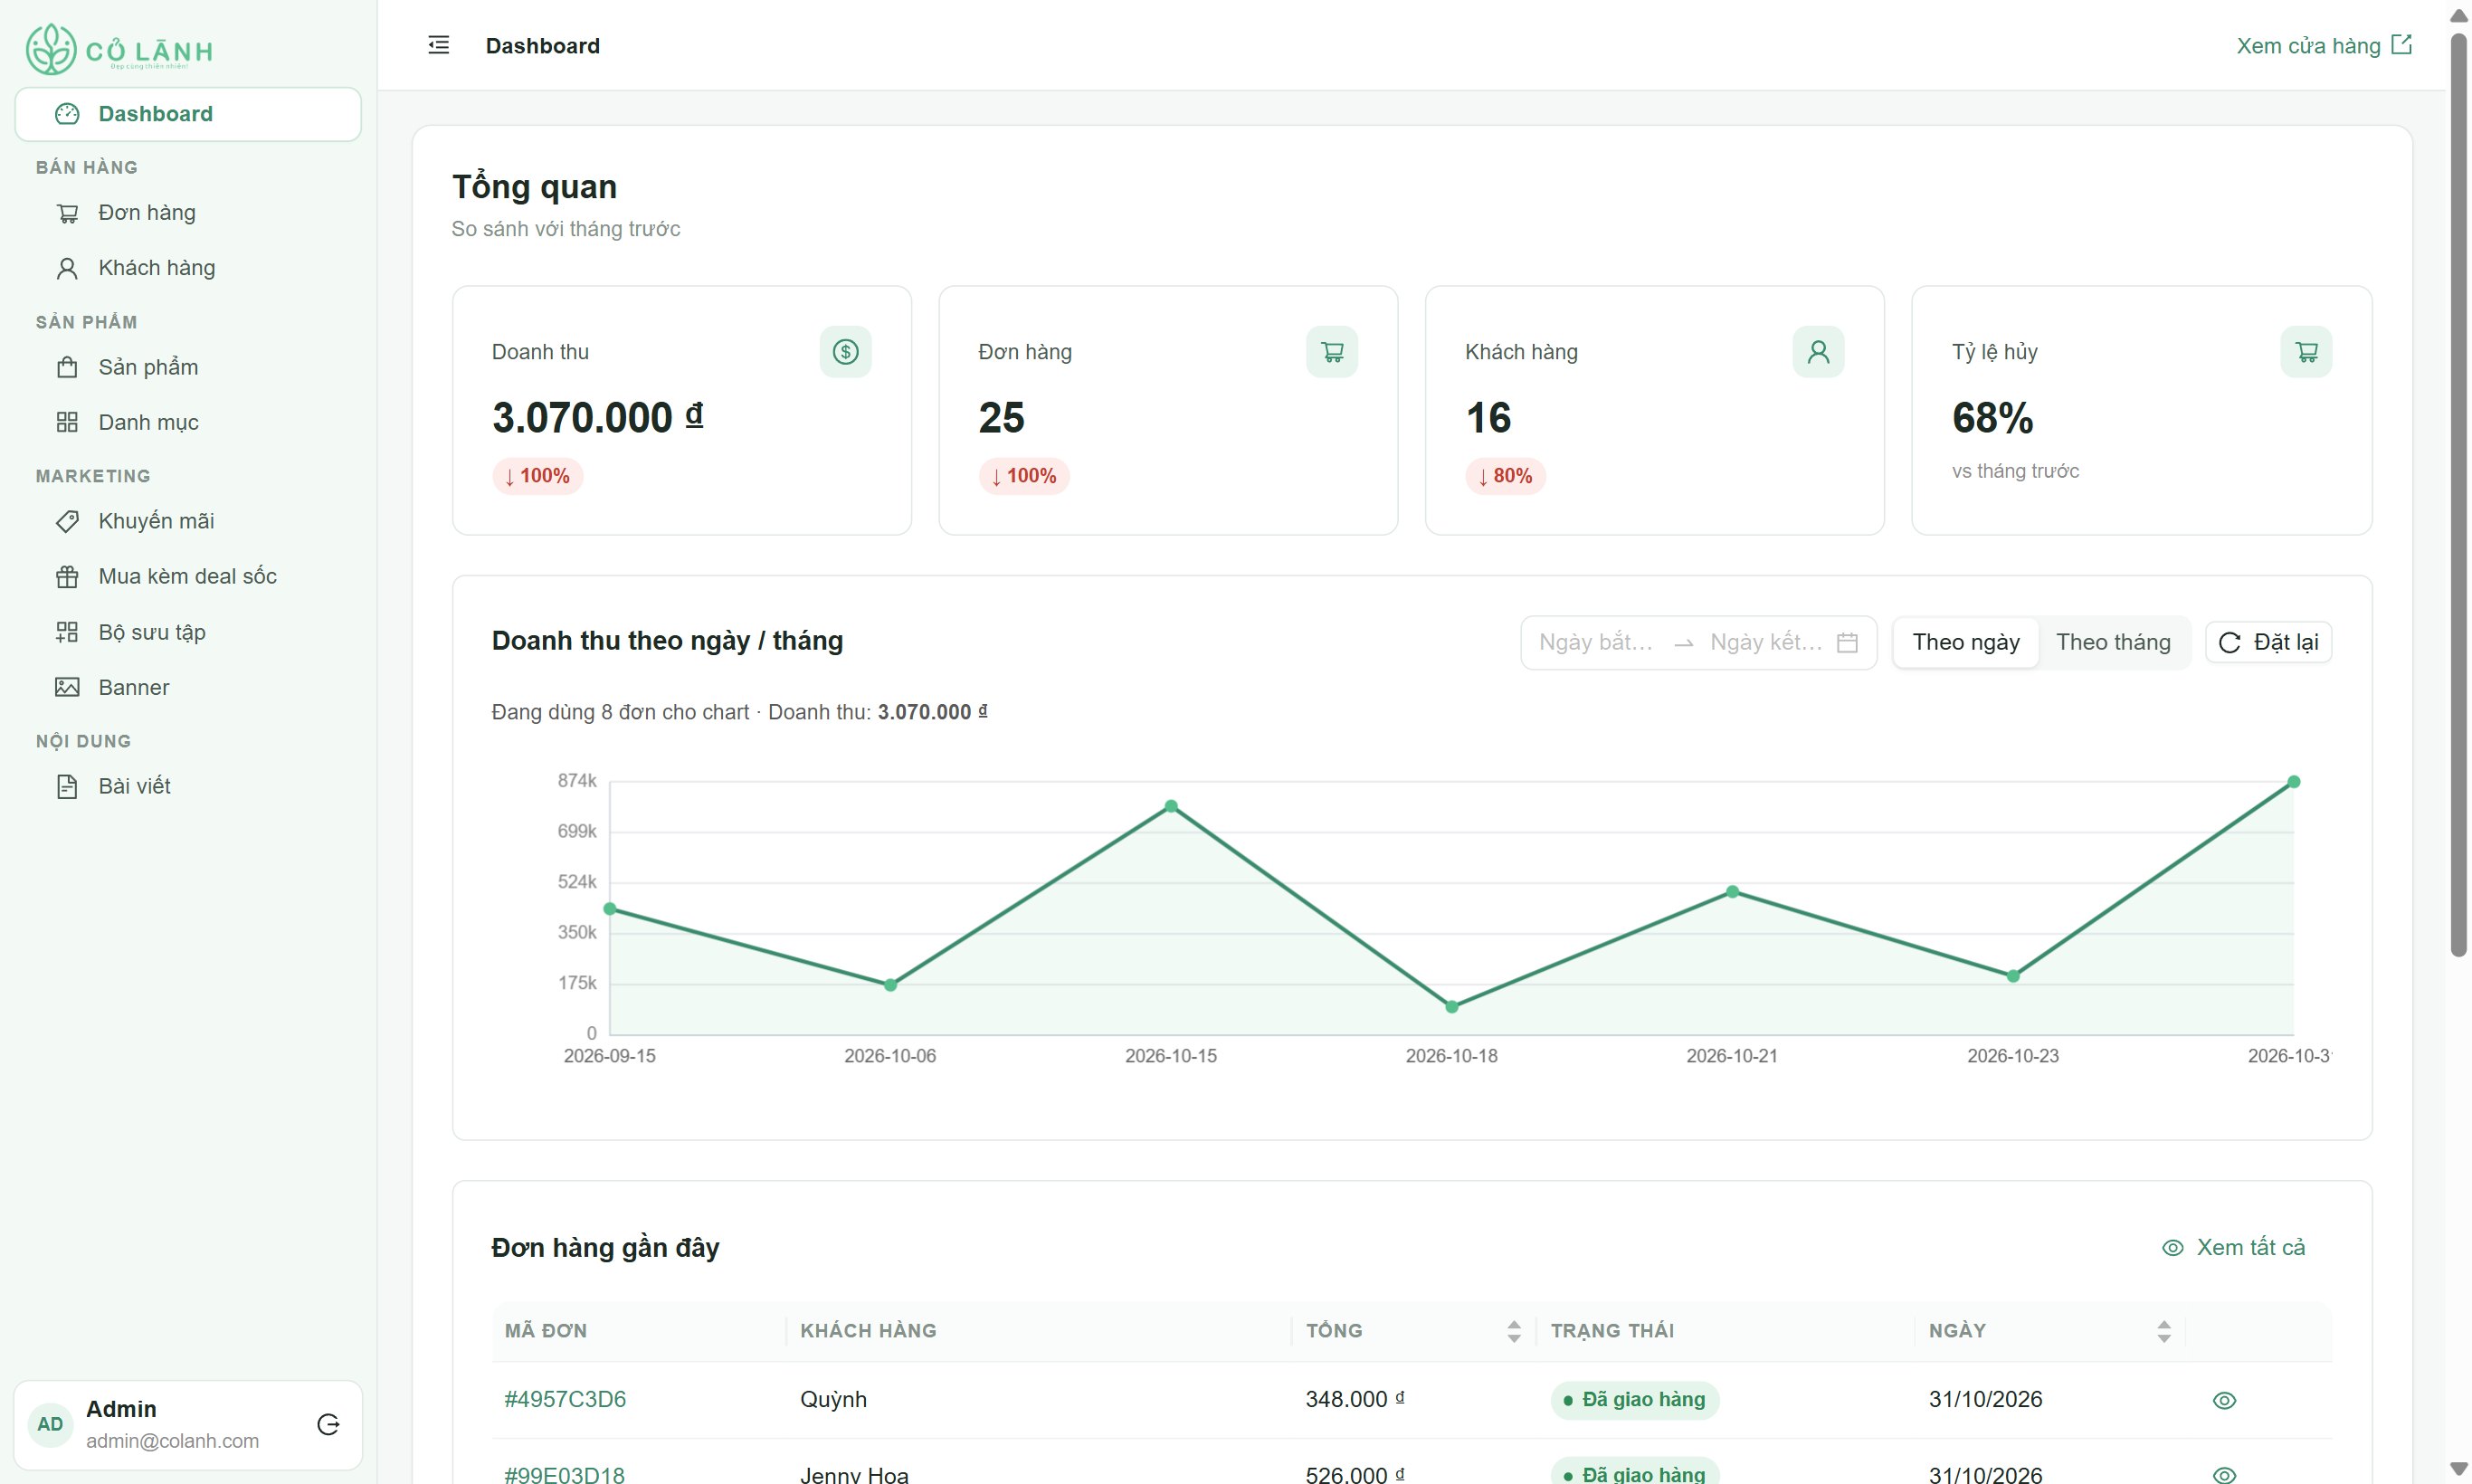 CỎ LÀNH
Đẹp cùng thiên nhiên!
Dashboard
BÁN HÀNG
Đơn hàng
Khách hàng
SẢN PHẨM
Sản phẩm
Danh mục
MARKETING
Khuyến mãi
Mua kèm deal sốc
Bộ sưu tập
Banner
NỘI DUNG
Bài viết
AD
Admin
admin@colanh.com
Dashboard
Xem cửa hàng
Tổng quan
So sánh với tháng trước
Doanh thu
3.070.000 ₫
↓ 100%
Đơn hàng
25
↓ 100%
Khách hàng
16
↓ 80%
Tỷ lệ hủy
68%
vs tháng trước
Doanh thu theo ngày / tháng
Ngày bắt... → Ngày kết...
Theo ngày Theo tháng
Đặt lại
Đang dùng 8 đơn cho chart · Doanh thu: 3.070.000 ₫
874k
699k
524k
350k
175k
0
2026-09-15 2026-10-06 2026-10-15 2026-10-18 2026-10-21 2026-10-23 2026-10-31
Đơn hàng gần đây
Xem tất cả
MÃ ĐƠN KHÁCH HÀNG TỔNG TRẠNG THÁI NGÀY
#4957C3D6 Quỳnh 348.000 ₫ Đã giao hàng 31/10/2026
#99E03D18 Jenny Hoa 526.000 ₫ Đã giao hàng 31/10/2026